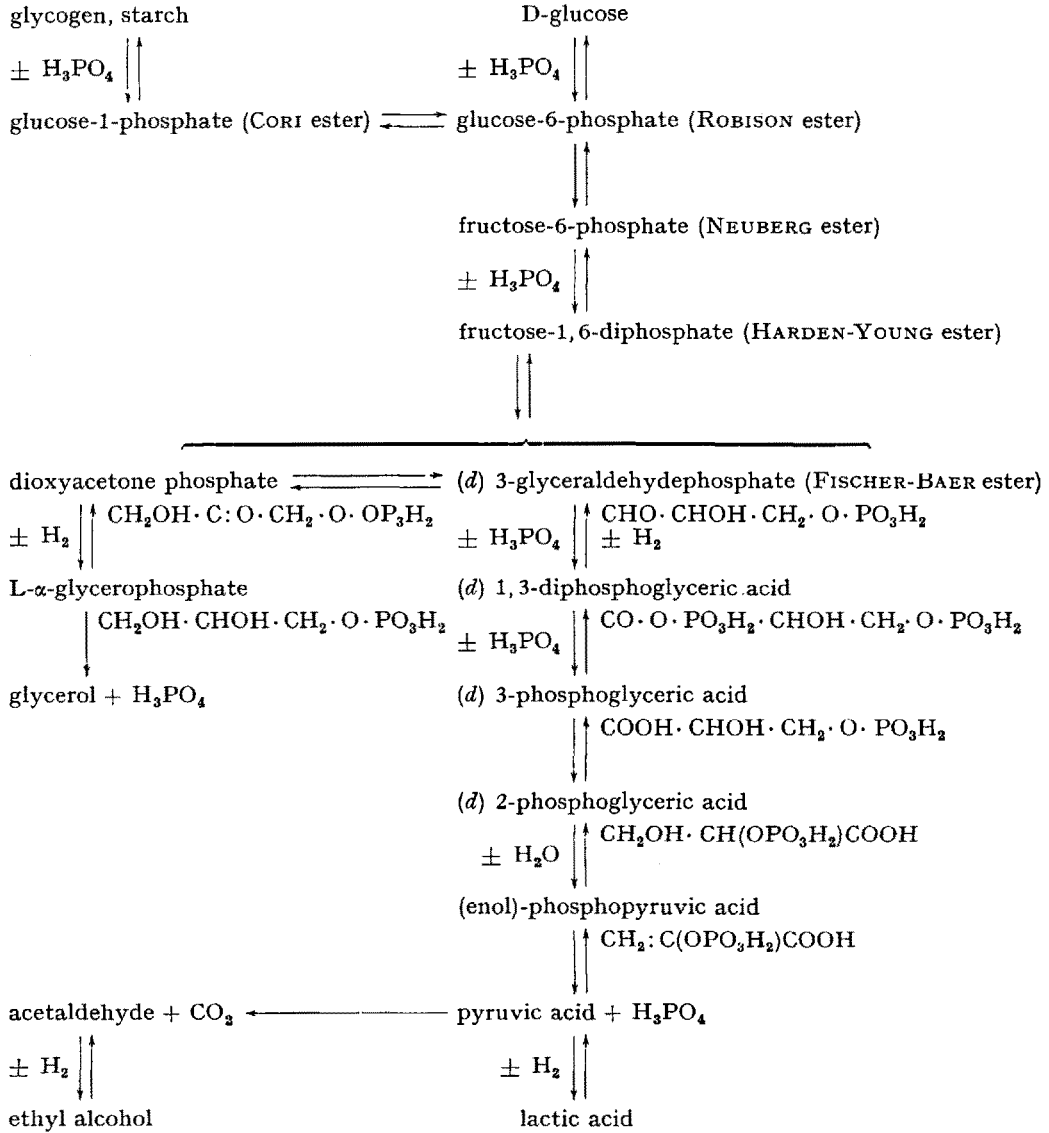 glycogen, starch D-glucose
± H₃PO₄ ± H₃PO₄
glucose-1-phosphate (CORI ester) glucose-6-phosphate (ROBISON ester)
fructose-6-phosphate (NEUBERG ester)
± H₃PO₄
fructose-1,6-diphosphate (HARDEN-YOUNG ester)
dioxyacetone phosphate (d) 3-glyceraldehydephosphate (FISCHER-BAER ester)
CH₂OH·C:O·CH₂·O·OP₃H₂ CHO·CHOH·CH₂·O·PO₃H₂
± H₂ ± H₃PO₄ ± H₂
L-α-glycerophosphate (d) 1,3-diphosphoglyceric acid
CH₂OH·CHOH·CH₂·O·PO₃H₂ CO·O·PO₃H₂·CHOH·CH₂·O·PO₃H₂
± H₃PO₄
glycerol + H₃PO₄ (d) 3-phosphoglyceric acid
COOH·CHOH·CH₂·O·PO₃H₂
(d) 2-phosphoglyceric acid
CH₂OH·CH(OPO₃H₂)COOH
± H₂O
(enol)-phosphopyruvic acid
CH₂:C(OPO₃H₂)COOH
acetaldehyde + CO₂ pyruvic acid + H₃PO₄
± H₂ ± H₂
ethyl alcohol lactic acid